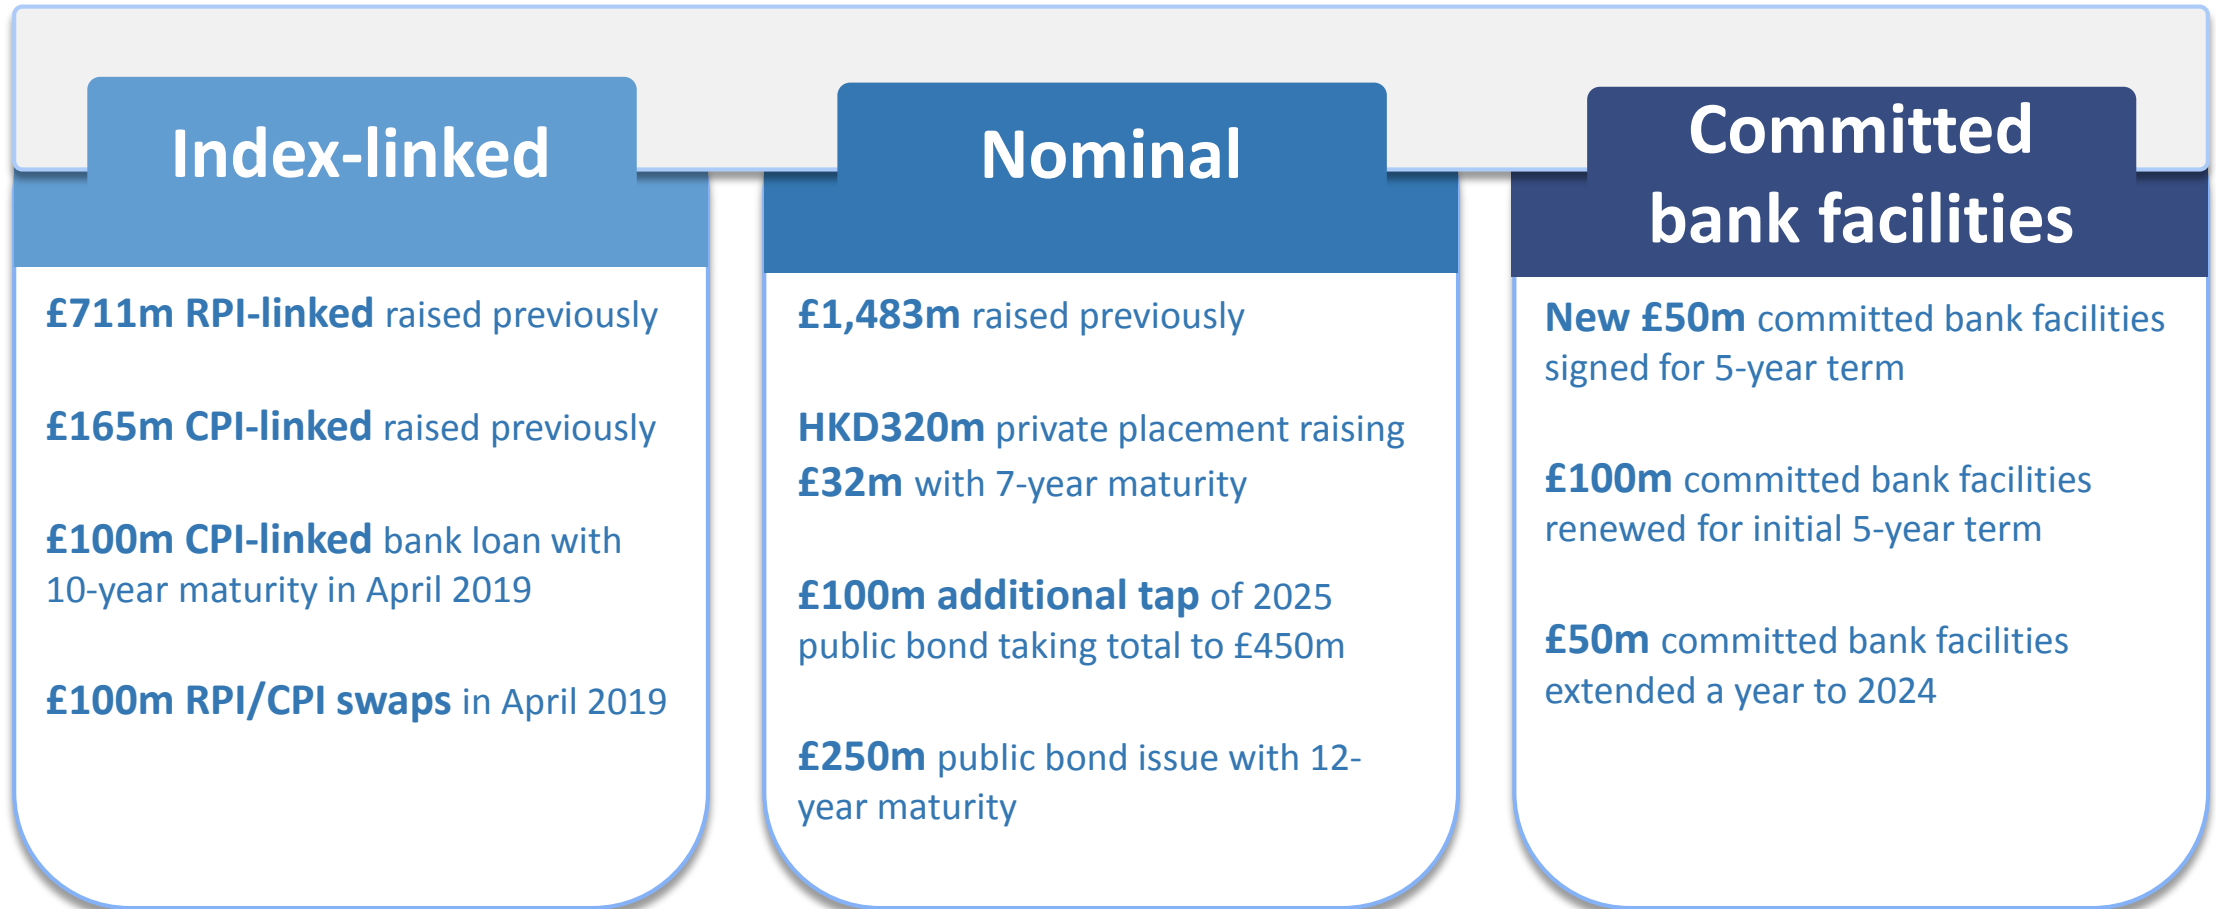 Index-linked
£711m RPI-linked raised previously
£165m CPI-linked raised previously
£100m CPI-linked bank loan with
10-year maturity in April 2019
£100m RPI/CPI swaps in April 2019
Nominal
£1,483m raised previously
HKD320m private placement raising
£32m with 7-year maturity
£100m additional tap of 2025
public bond taking total to £450m
£250m public bond issue with 12-
year maturity
Committed
bank facilities
New £50m committed bank facilities
signed for 5-year term
£100m committed bank facilities
renewed for initial 5-year term
£50m committed bank facilities
extended a year to 2024